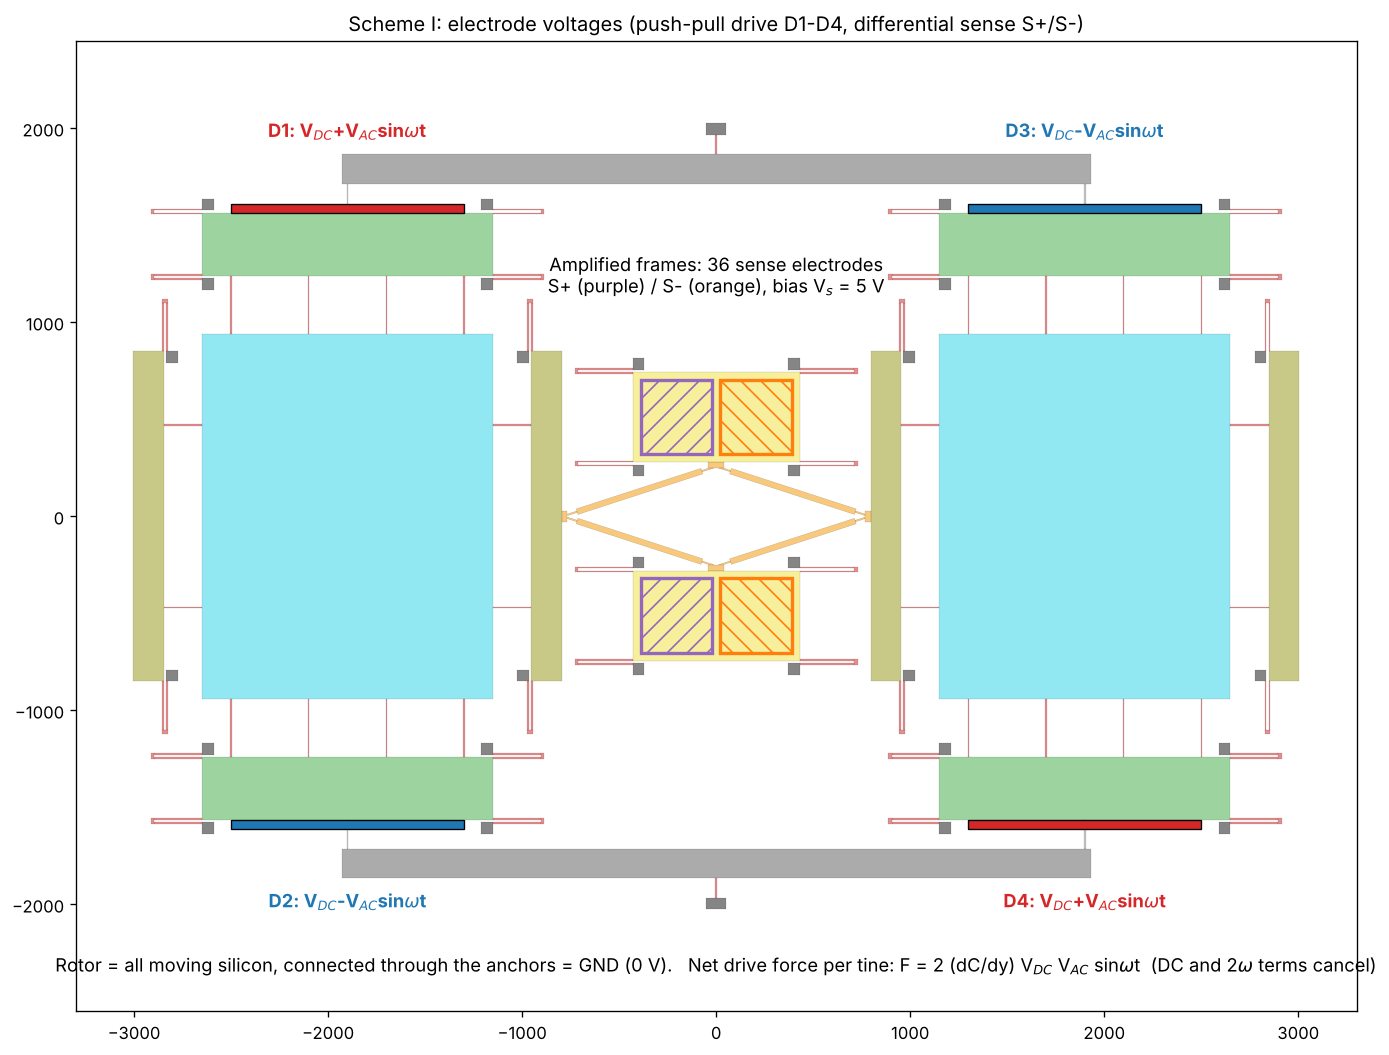 Scheme I: electrode voltages (push-pull drive D1-D4, differential sense S+/S-)
2000
1000
0
−1000
−2000
D1: V_DC+V_ACsinωt
D3: V_DC-V_ACsinωt
Amplified frames: 36 sense electrodes
S+ (purple) / S- (orange), bias V_s = 5 V
D2: V_DC-V_ACsinωt
D4: V_DC+V_ACsinωt
Rotor = all moving silicon, connected through the anchors = GND (0 V).   Net drive force per tine: F = 2 (dC/dy) V_DC V_AC sinωt  (DC and 2ω terms cancel)
−3000 −2000 −1000 0 1000 2000 3000